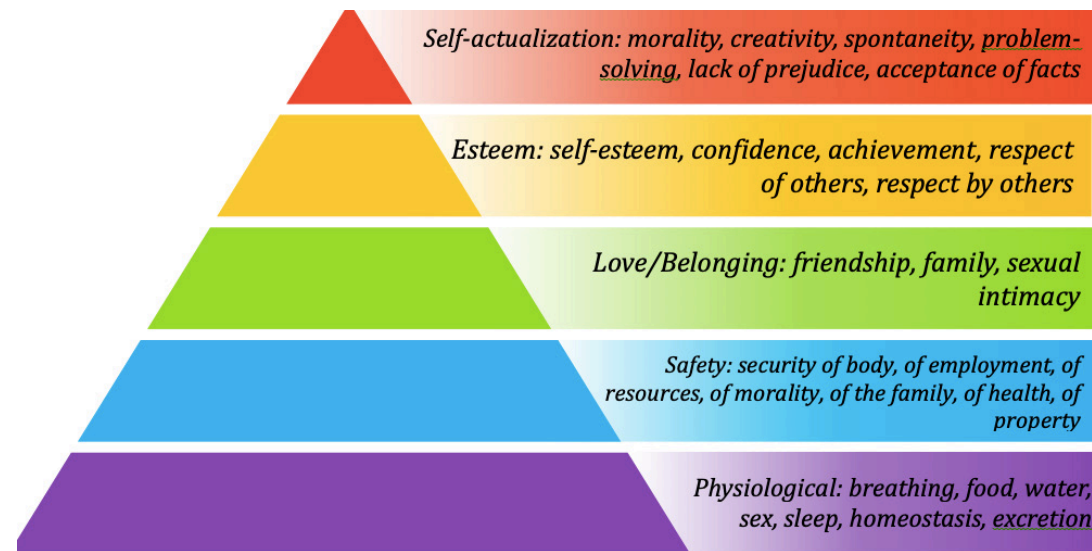 Self-actualization: morality, creativity, spontaneity, problem-
solving, lack of prejudice, acceptance of facts
Esteem: self-esteem, confidence, achievement, respect
of others, respect by others
Love/Belonging: friendship, family, sexual
intimacy
Safety: security of body, of employment, of
resources, of morality, of the family, of health, of
property
Physiological: breathing, food, water,
sex, sleep, homeostasis, excretion